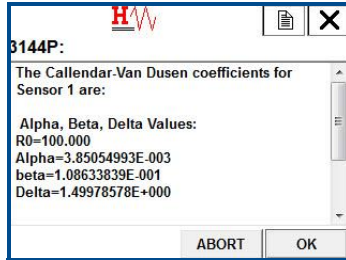 H
3144P:
The Callendar-Van Dusen coefficients for
Sensor 1 are:
Alpha, Beta, Delta Values:
R0=100.000
Alpha=3.85054993E-003
beta=1.08633839E-001
Delta=1.49978578E+000
ABORT OK